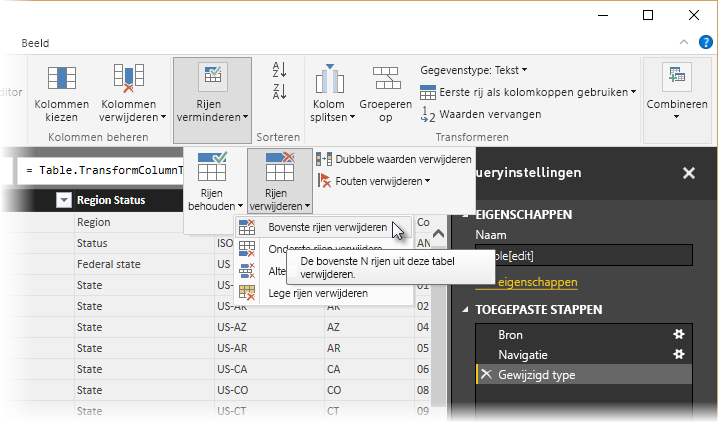 Beeld
Kolommen kiezen
Kolommen verwijderen
Rijen verminderen
A Z
Z A
Kolom splitsen
Groeperen op
Gegevenstype: Tekst
Eerste rij als kolomkoppen gebruiken
1 2 Waarden vervangen
Combineren
Kolommen beheren
Sorteren
Transformeren
= Table.TransformColumnT
Rijen behouden
Rijen verwijderen
Dubbele waarden verwijderen
Fouten verwijderen
Bovenste rijen verwijderen
Onderste rijen verwijdere
Alte
Lege rijen verwijderen
De bovenste N rijen uit deze tabel
verwijderen.
Region Status
Region Co
Status ISO AN
Federal state US
State US 01
State US-AK
State US-AZ AZ 04
State US-AR AR 05
State US-CA CA 06
State US-CO CO 08
State US-CT CT 09
ueryinstellingen
EIGENSCHAPPEN
Naam
ble[edit]
eigenschappen
TOEGEPASTE STAPPEN
Bron
Navigatie
Gewijzigd type